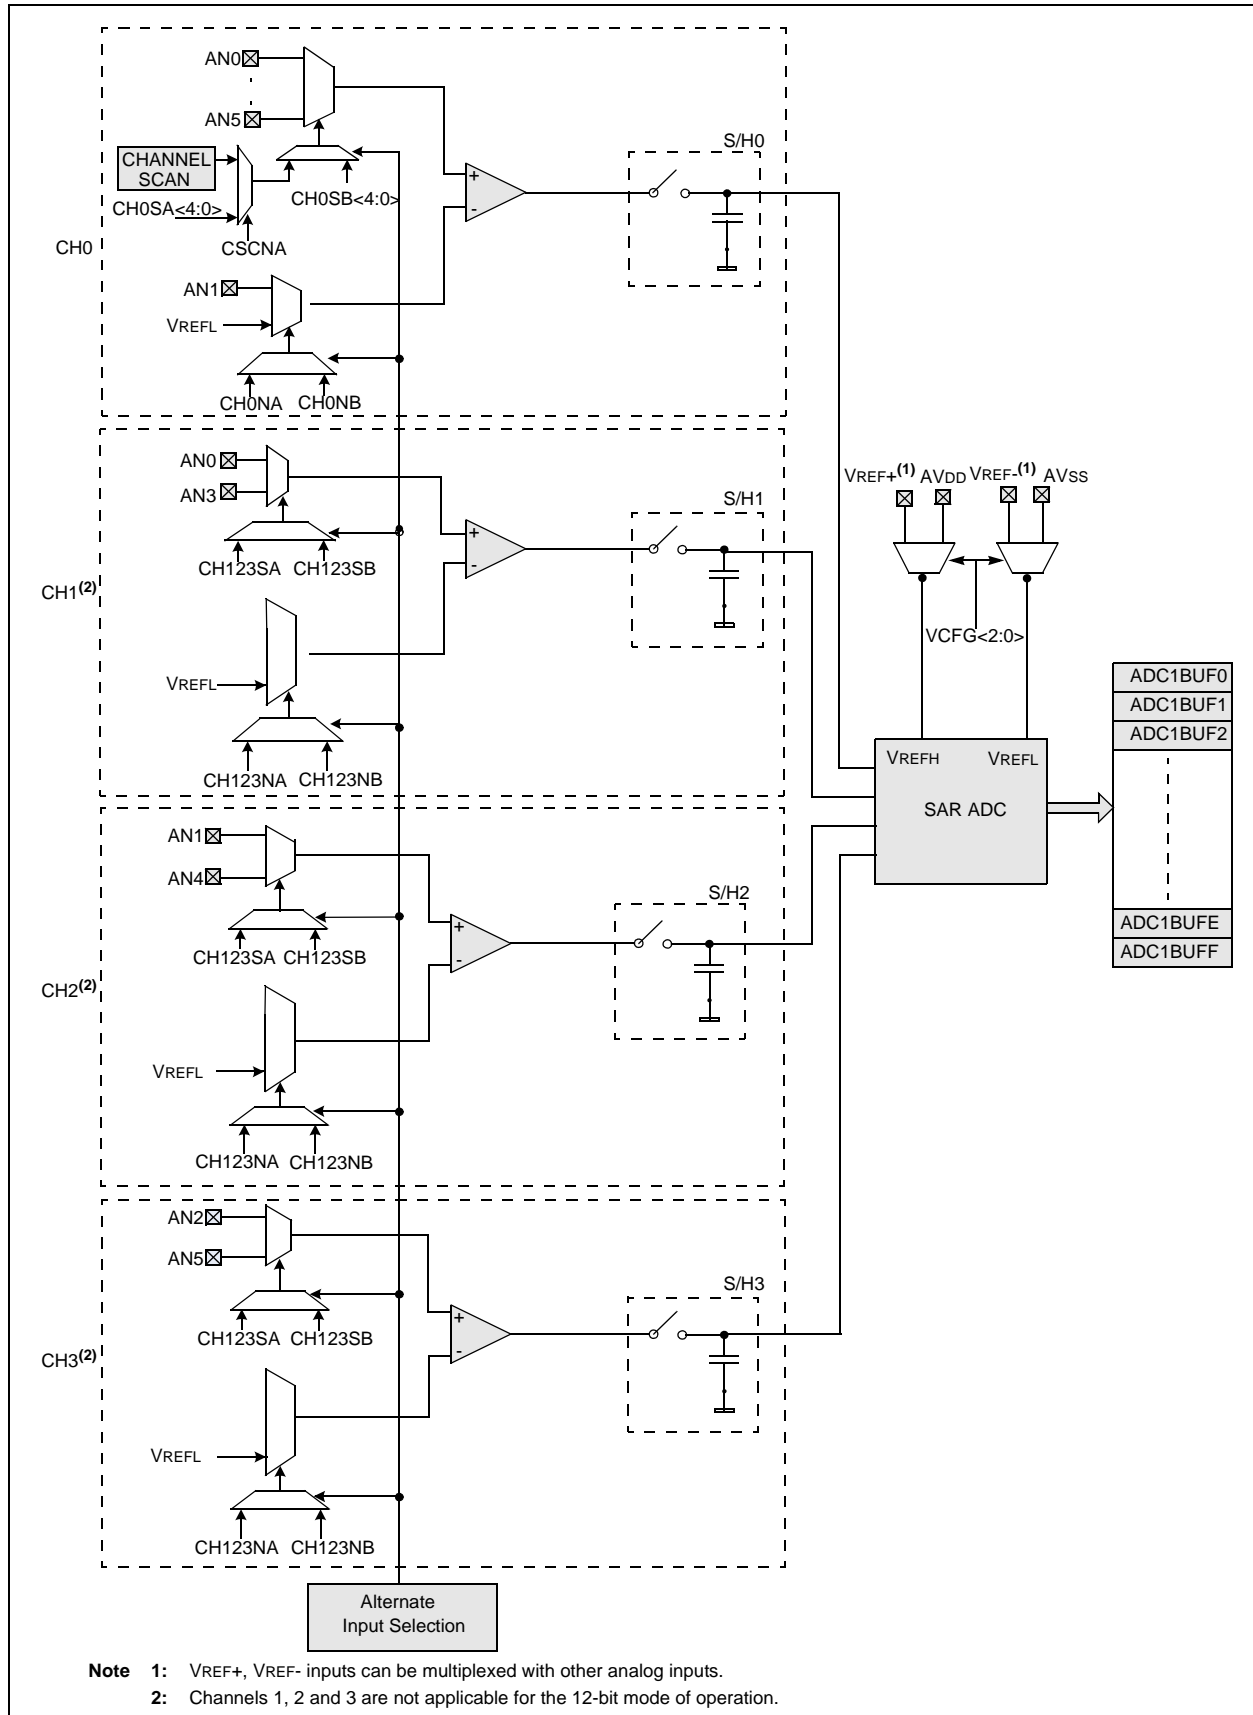 AN0
AN5
CHANNEL
SCAN
CH0SA<4:0>
CH0SB<4:0>
CSCNA
CH0
+
-
S/H0
AN1
VREFL
CH0NA
CH0NB
AN0
AN3
CH123SA
CH123SB
CH1(2)
+
-
S/H1
VREFL
CH123NA
CH123NB
AN1
AN4
CH123SA
CH123SB
CH2(2)
+
-
S/H2
VREFL
CH123NA
CH123NB
AN2
AN5
CH123SA
CH123SB
CH3(2)
+
-
S/H3
VREFL
CH123NA
CH123NB
Alternate
Input Selection
VREF+(1)
AVDD
VREF-(1)
AVSS
VCFG<2:0>
VREFH
VREFL
SAR ADC
ADC1BUF0
ADC1BUF1
ADC1BUF2
ADC1BUFE
ADC1BUFF
Note 1: VREF+, VREF- inputs can be multiplexed with other analog inputs.
2: Channels 1, 2 and 3 are not applicable for the 12-bit mode of operation.